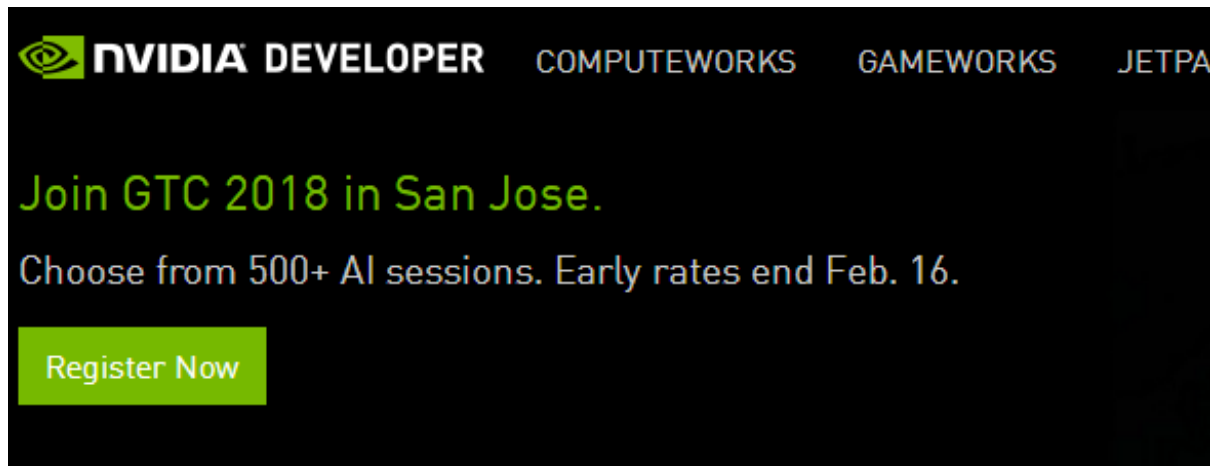 NVIDIA DEVELOPER COMPUTEWORKS GAMEWORKS JETPA
Join GTC 2018 in San Jose.
Choose from 500+ AI sessions. Early rates end Feb. 16.
Register Now